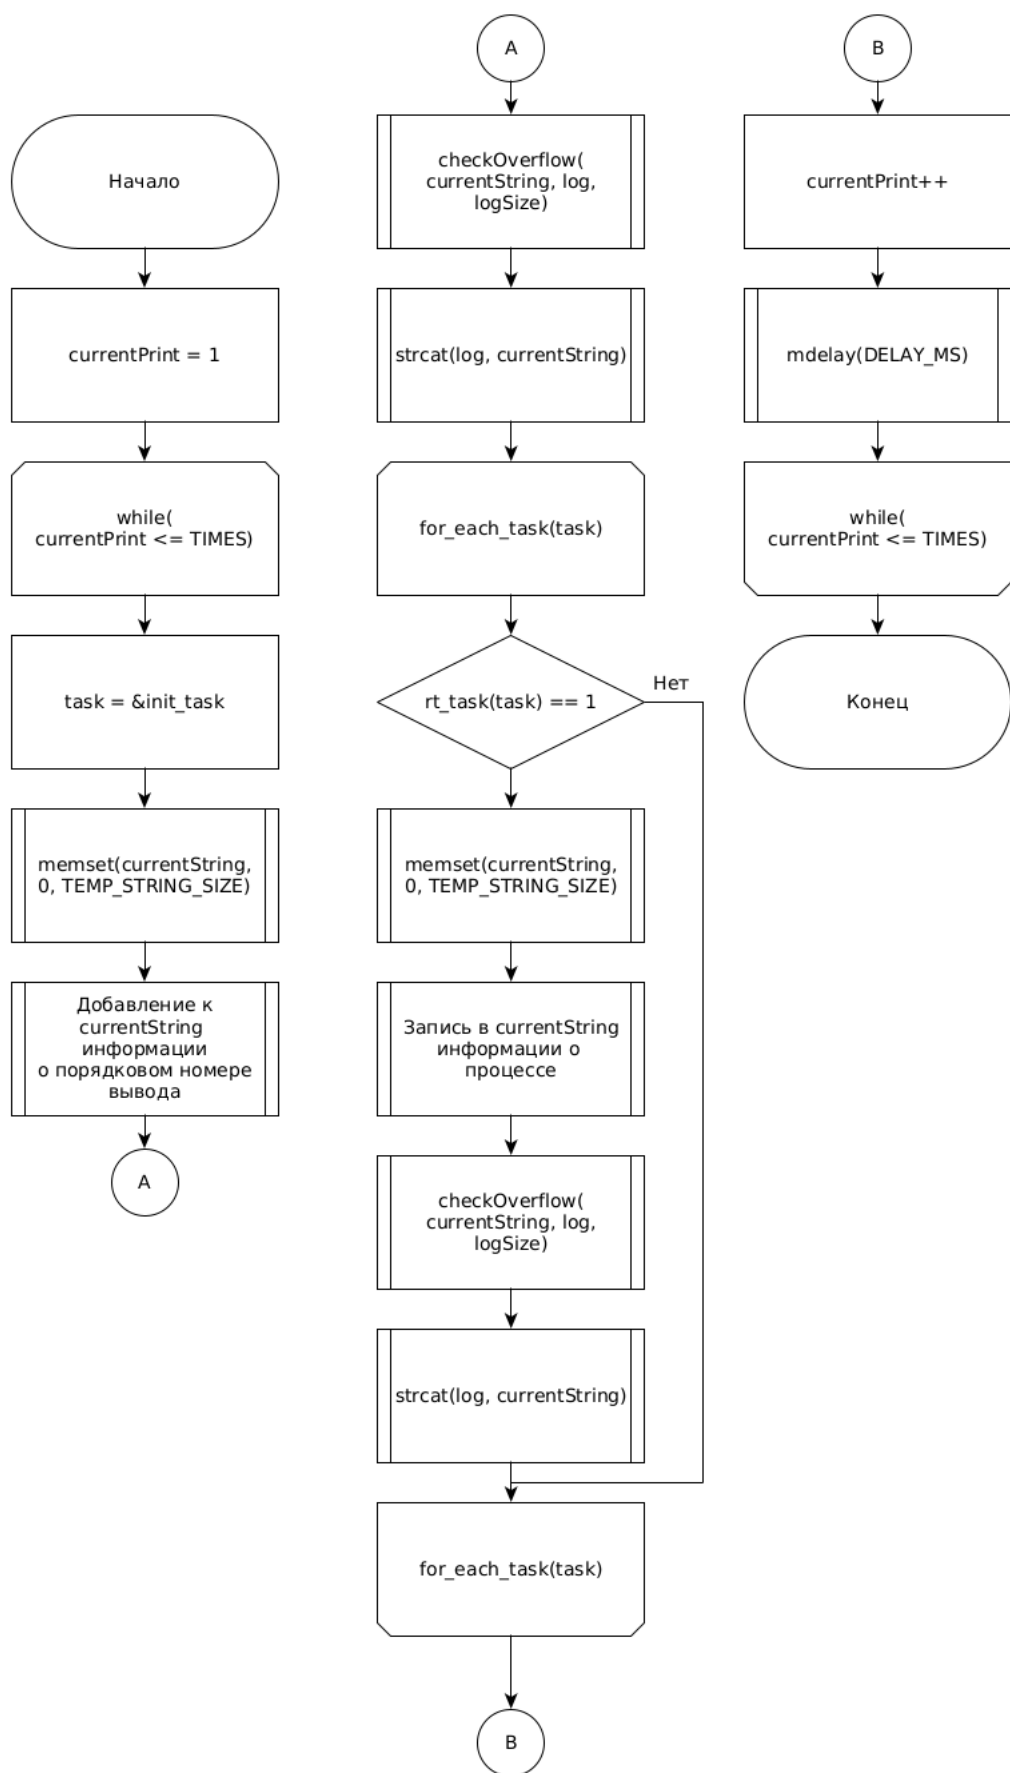 Начало
currentPrint = 1
while(
currentPrint <= TIMES)
task = &init_task
memset(currentString,
0, TEMP_STRING_SIZE)
Добавление к
currentString
информации
о порядковом номере
вывода
A
A
checkOverflow(
currentString, log,
logSize)
strcat(log, currentString)
for_each_task(task)
rt_task(task) == 1
Нет
memset(currentString,
0, TEMP_STRING_SIZE)
Запись в currentString
информации о
процессе
checkOverflow(
currentString, log,
logSize)
strcat(log, currentString)
for_each_task(task)
B
B
currentPrint++
mdelay(DELAY_MS)
while(
currentPrint <= TIMES)
Конец